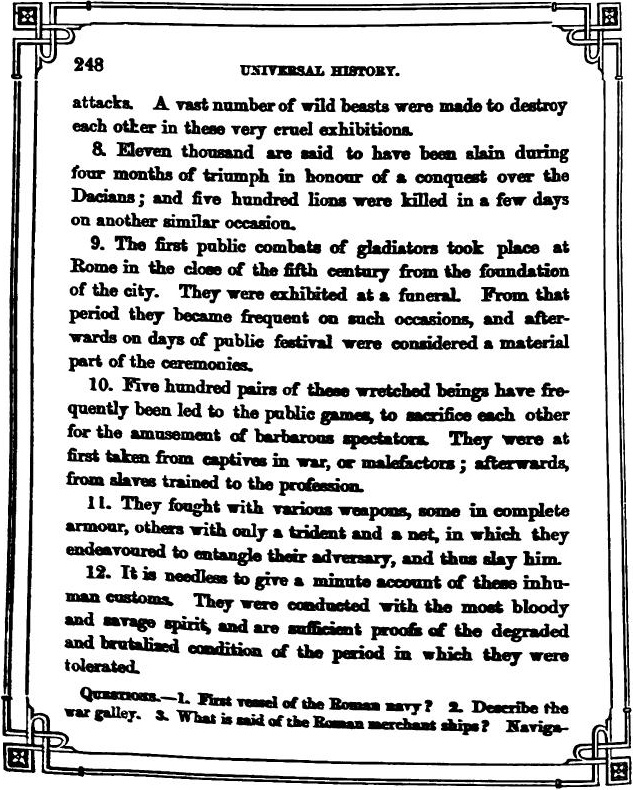 248
UNIVERSAL HISTORY.
attacks. A vast number of wild beasts were made to destroy
each other in these very cruel exhibitions.
8. Eleven thousand are said to have been slain during
four months of triumph in honour of a conquest over the
Dacians; and five hundred lions were killed in a few days
on another similar occasion.
9. The first public combats of gladiators took place at
Rome in the close of the fifth century from the foundation
of the city. They were exhibited at a funeral. From that
period they became frequent on such occasions, and after-
wards on days of public festival were considered a material
part of the ceremonies.
10. Five hundred pairs of these wretched beings have fre-
quently been led to the public games, to sacrifice each other
for the amusement of barbarous spectators. They were at
first taken from captives in war, or malefactors; afterwards,
from slaves trained to the profession.
11. They fought with various weapons, some in complete
armour, others with only a trident and a net, in which they
endeavoured to entangle their adversary, and thus slay him.
12. It is needless to give a minute account of these inhu-
man customs. They were conducted with the most bloody
and savage spirit, and are sufficient proofs of the degraded
and brutalized condition of the period in which they were
tolerated.
QUESTIONS.—1. First vessel of the Roman navy? 2. Describe the
war galley. 3. What is said of the Roman merchant ships? Naviga-